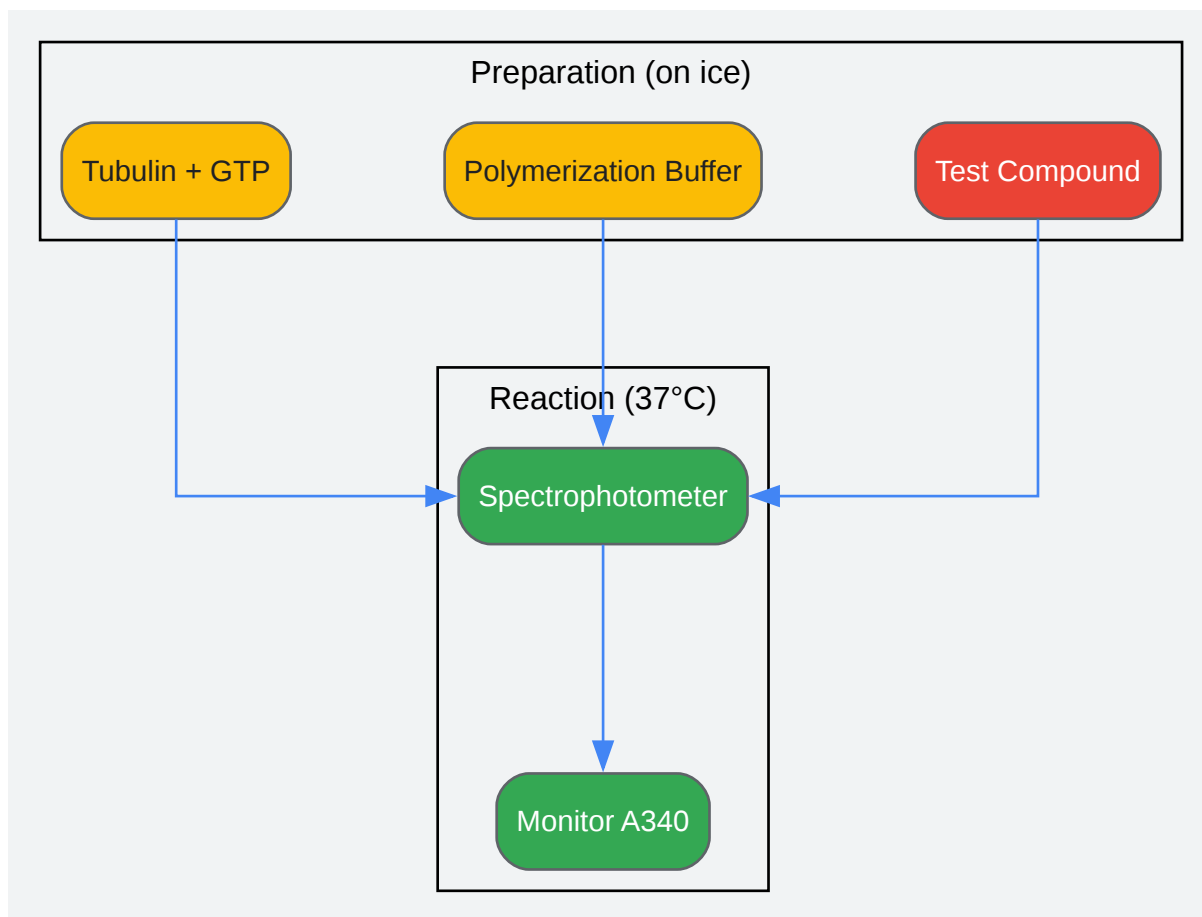 Preparation (on ice)
Tubulin + GTP
Polymerization Buffer
Test Compound
Reaction (37°C)
Spectrophotometer
Monitor A340